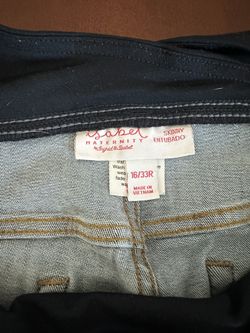 isabel
MATERNITY
by Ingrid & Isabel
SKINNY
ENTUBADO
16/33R
MADE IN
VIETNAM